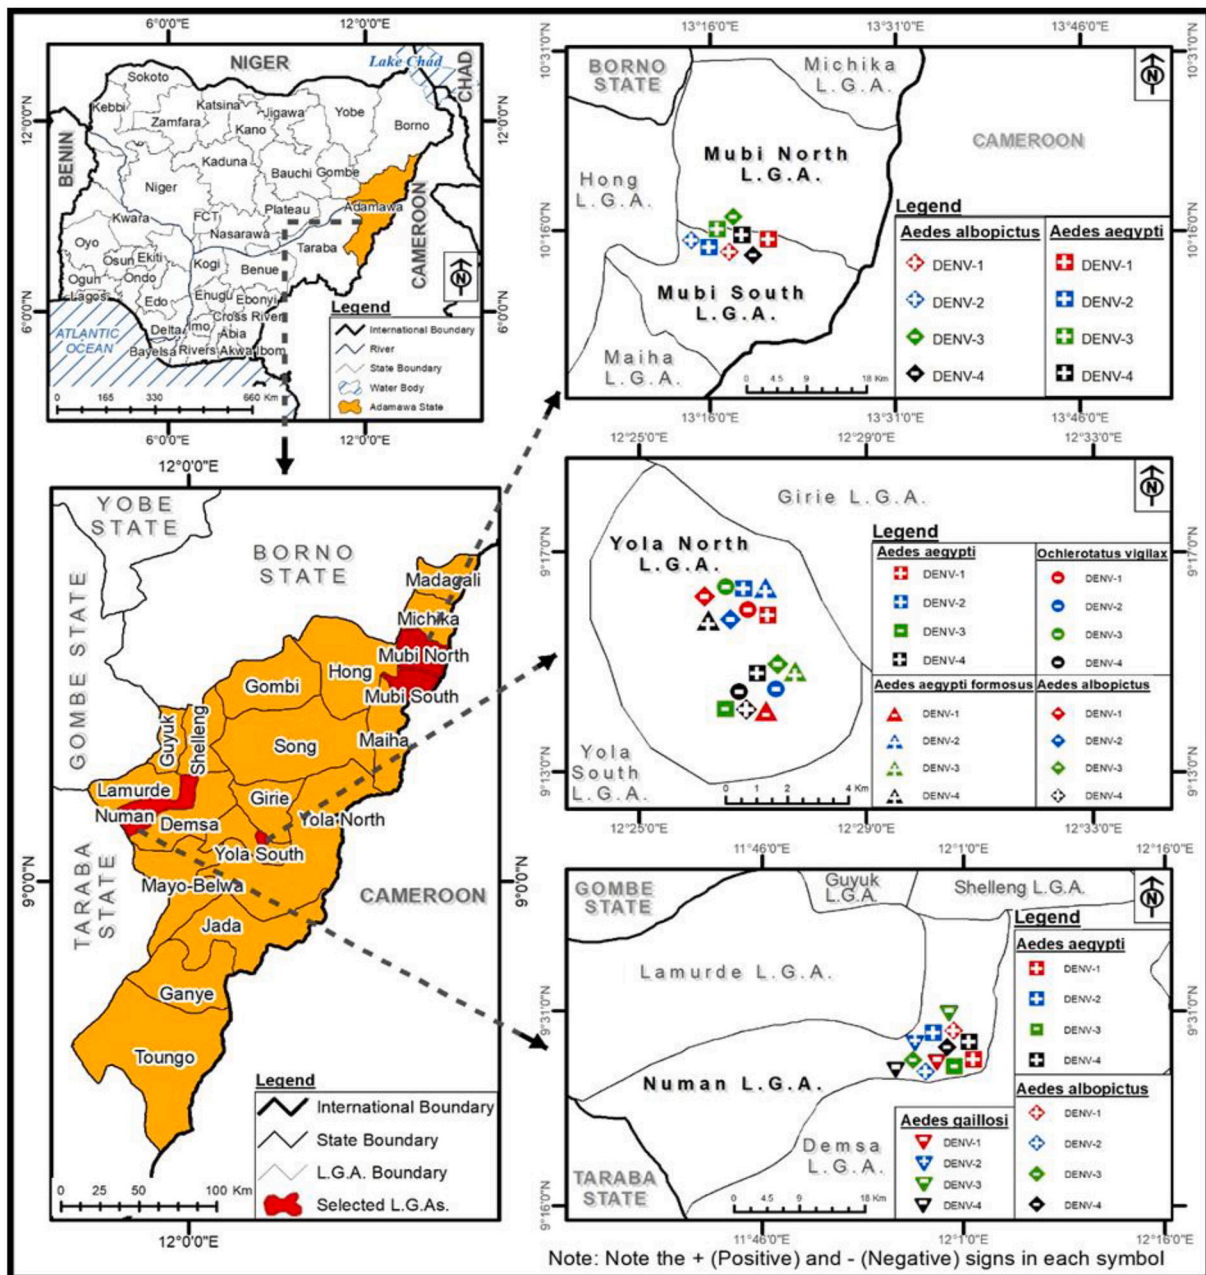 6°0'0"E
12°0'0"E
NIGER
Lake Chad
CHAD
Sokoto
Kebbi
Katsina
Jigawa
Yobe
Zamfara
Kano
Borno
12°0'0"N
12°0'0"N
BENIN
Kaduna
Bauchi
Gombe
Niger
Adamawa
Plateau
Kwara
FCT
Nasarawa
CAMEROON
Oyo
Taraba
Osun
Ekiti
Kogi
Benue
Ogun
Ondo
Lagos
Edo
Enugu
Ebonyi
Cross River
Delta
Imo
Abia
Bayelsa
Rivers
Akwa Ibom
ATLANTIC
OCEAN
6°0'0"N
6°0'0"N
N
Legend
International Boundary
River
State Boundary
Water Body
Adamawa State
0 165 330 660 Km
6°0'0"E
12°0'0"E
13°16'0"E
13°31'0"E
13°46'0"E
10°31'0"N
10°31'0"N
BORNO
STATE
Michika
L.G.A.
N
Mubi North
L.G.A.
CAMEROON
Hong
L.G.A.
10°16'0"N
10°16'0"N
Mubi South
L.G.A.
Maiha
L.G.A.
0 4.5 9 18 Km
Legend
Aedes albopictus
DENV-1
DENV-2
DENV-3
DENV-4
Aedes aegypti
DENV-1
DENV-2
DENV-3
DENV-4
13°16'0"E
13°31'0"E
13°46'0"E
12°25'0"E
12°29'0"E
12°33'0"E
Girie L.G.A.
N
Yola North
L.G.A.
9°17'0"N
9°17'0"N
Yola
South
L.G.A.
9°13'0"N
9°13'0"N
0 1 2 4 Km
Legend
Aedes aegypti
DENV-1
DENV-2
DENV-3
DENV-4
Ochlerotatus vigilax
DENV-1
DENV-2
DENV-3
DENV-4
Aedes aegypti formosus
DENV-1
DENV-2
DENV-3
DENV-4
Aedes albopictus
DENV-1
DENV-2
DENV-3
DENV-4
12°25'0"E
12°29'0"E
12°33'0"E
12°0'0"E
YOBE
STATE
BORNO
STATE
GOMBE STATE
Madagali
Michika
Mubi North
Hong
Mubi South
Gombi
Guyuk
Shelleng
Song
Maiha
Lamurde
Girie
Numan
Demsa
Yola North
Yola South
TARABA
STATE
Mayo-Belwa
9°0'0"N
9°0'0"N
CAMEROON
Jada
Ganye
Toungo
Legend
International Boundary
State Boundary
L.G.A. Boundary
Selected L.G.As.
0 25 50 100 Km
12°0'0"E
11°46'0"E
12°1'0"E
12°16'0"E
GOMBE
STATE
Guyuk
L.G.A.
Shelleng L.G.A.
N
Lamurde L.G.A.
9°31'0"N
9°31'0"N
Numan L.G.A.
Demsa
L.G.A.
TARABA
STATE
9°16'0"N
9°16'0"N
0 4.5 9 18 Km
Legend
Aedes aegypti
DENV-1
DENV-2
DENV-3
DENV-4
Aedes albopictus
DENV-1
DENV-2
DENV-3
DENV-4
Aedes gaillosi
DENV-1
DENV-2
DENV-3
DENV-4
11°46'0"E
12°1'0"E
12°16'0"E
Note: Note the + (Positive) and - (Negative) signs in each symbol